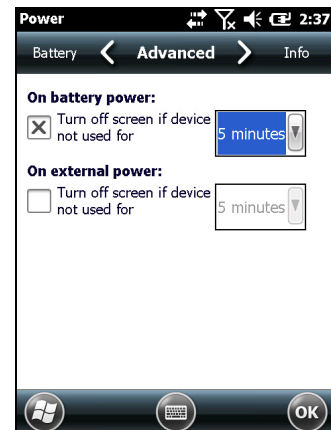 Power 2:37
Battery Advanced Info
On battery power:
Turn off screen if device
not used for
5 minutes
On external power:
Turn off screen if device
not used for
5 minutes
OK